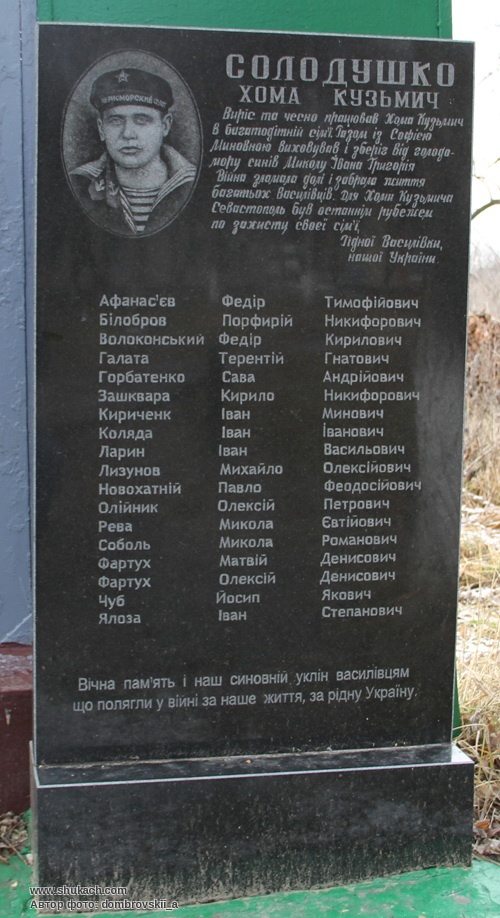 ЧЕРНОМОРСКИЙ ФЛОТ
СОЛОДУШКО
ХОМА КУЗЬМИЧ
Виріс та чесно працював Хома Кузьмич
в багатодітній сім'ї. Разом із Софією
Миновною виховував і зберіг від голодо-
мору синів Миколу Івана Григорія
Війна зламала долі і забрала життя
багатьох василівців. Для Хоми Кузьмича
Севастополь був останнім рубежем
по захисту своєї сім'ї,
Рідної Василівки,
нашої України.
Афанас'єв Федір Тимофійович
Білобров Порфирій Никифорович
Волоконський Федір Кирилович
Галата Терентій Гнатович
Горбатенко Сава Андрійович
Зашквара Кирило Никифорович
Кириченк Іван Минович
Коляда Іван Іванович
Ларин Іван Васильович
Лизунов Михайло Олексійович
Новохатній Павло Феодосійович
Олійник Олексій Петрович
Рева Микола Євтійович
Соболь Микола Романович
Фартух Матвій Денисович
Фартух Олексій Денисович
Чуб Йосип Якович
Ялоза Іван Степанович
Вічна пам'ять і наш синовній уклін василівцям
що полягли у війні за наше життя, за рідну Україну.
www.shukach.com
Автор фото: dombrovskii_a